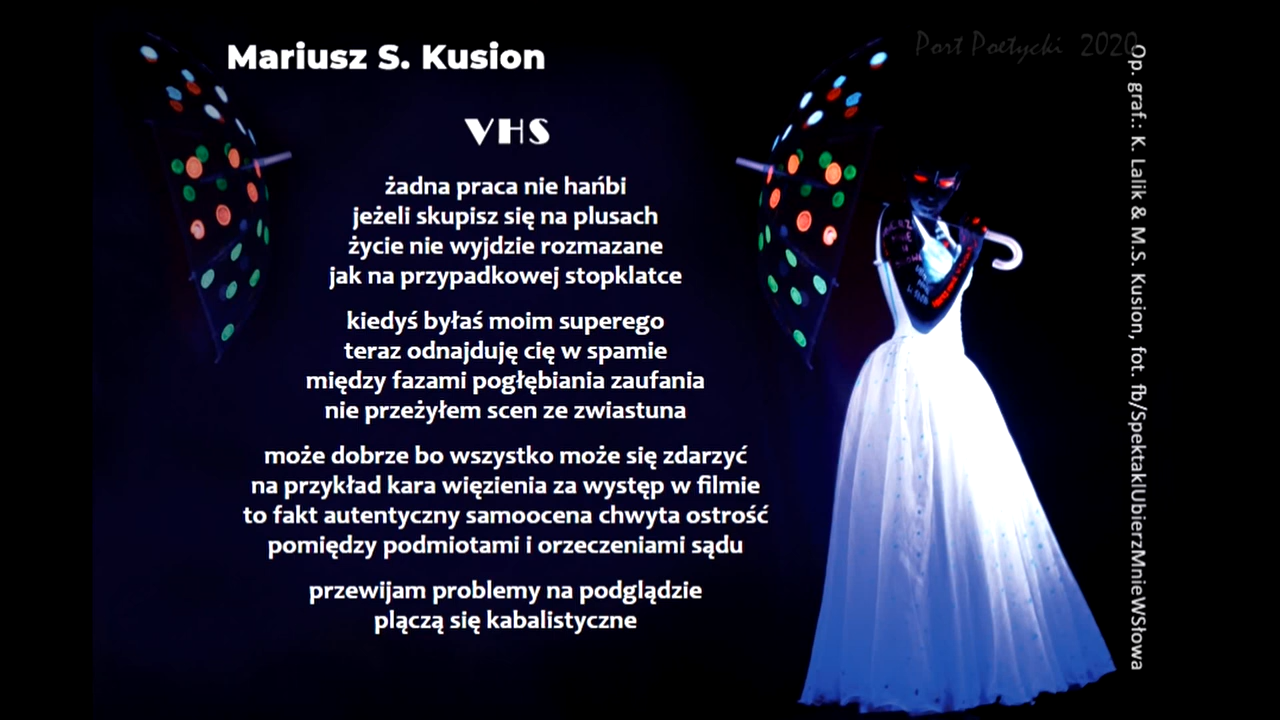 Mariusz S. Kusion
Port Poetycki 2020
VHS
żadna praca nie hańbi
jeżeli skupisz się na plusach
życie nie wyjdzie rozmazane
jak na przypadkowej stopklatce
kiedyś byłaś moim superego
teraz odnajduję cię w spamie
między fazami pogłębiania zaufania
nie przeżyłem scen ze zwiastuna
może dobrze bo wszystko może się zdarzyć
na przykład kara więzienia za występ w filmie
to fakt autentyczny samoocena chwyta ostrość
pomiędzy podmiotami i orzeczeniami sądu
przewijam problemy na podglądzie
plączą się kabalistyczne
Op. graf.: K. Lalik & M.S. Kusion, fot. fb/SpektaklUbierzMnieWSłowa